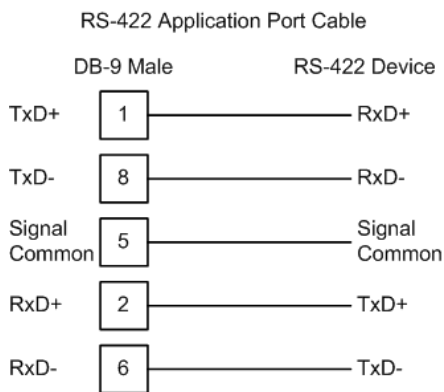 RS-422 Application Port Cable
DB-9 Male RS-422 Device
TxD+ 1 RxD+
TxD- 8 RxD-
Signal Common 5 Signal Common
RxD+ 2 TxD+
RxD- 6 TxD-